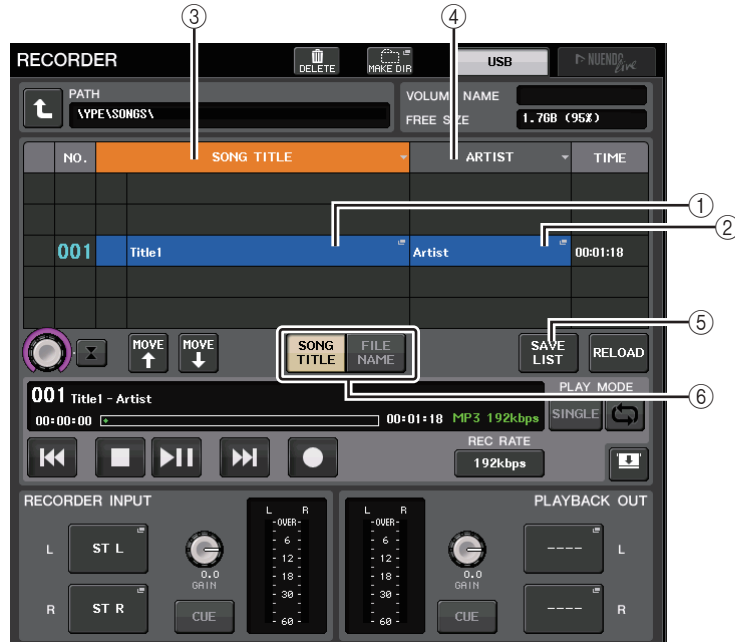 ③ ④
RECORDER DELETE MAKE DIR USB NUENDO Live
PATH VOLUME NAME
\YPE\SONGS\ FREE SIZE 1.7GB (95%)
NO. SONG TITLE ARTIST TIME
①
②
001 Title1 Artist 00:01:18
⑤
MOVE MOVE SONG TITLE FILE NAME SAVE LIST RELOAD
⑥
001 Title1 - Artist PLAY MODE
00:00:00 00:01:18 MP3 192kbps SINGLE
REC RATE
192kbps
RECORDER INPUT L R L R PLAYBACK OUT
OVER OVER
L ST L 6 6 ---- L
12 12
0.0 18 18 0.0
GAIN 30 30 GAIN
R ST R CUE 60 60 CUE ---- R